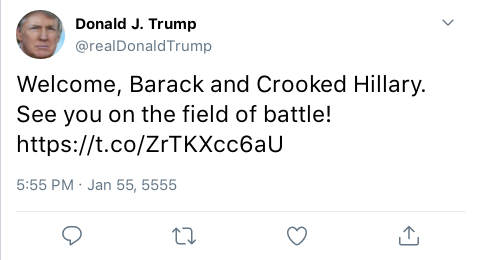 Donald J. Trump
@realDonaldTrump
Welcome, Barack and Crooked Hillary.
See you on the field of battle!
https://t.co/ZrTKXcc6aU
5:55 PM · Jan 55, 5555